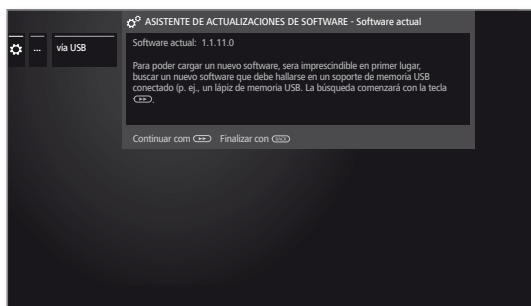 ASISTENTE DE ACTUALIZACIONES DE SOFTWARE - Software actual
... vía USB
Software actual: 1.1.11.0
Para poder cargar un nuevo software, sera imprescindible en primer lugar,
buscar un nuevo software que debe hallarse en un soporte de memoria USB
conectado (p. ej., un lápiz de memoria USB. La búsqueda comenzará con la tecla
.
Continuar com Finalizar con BACK